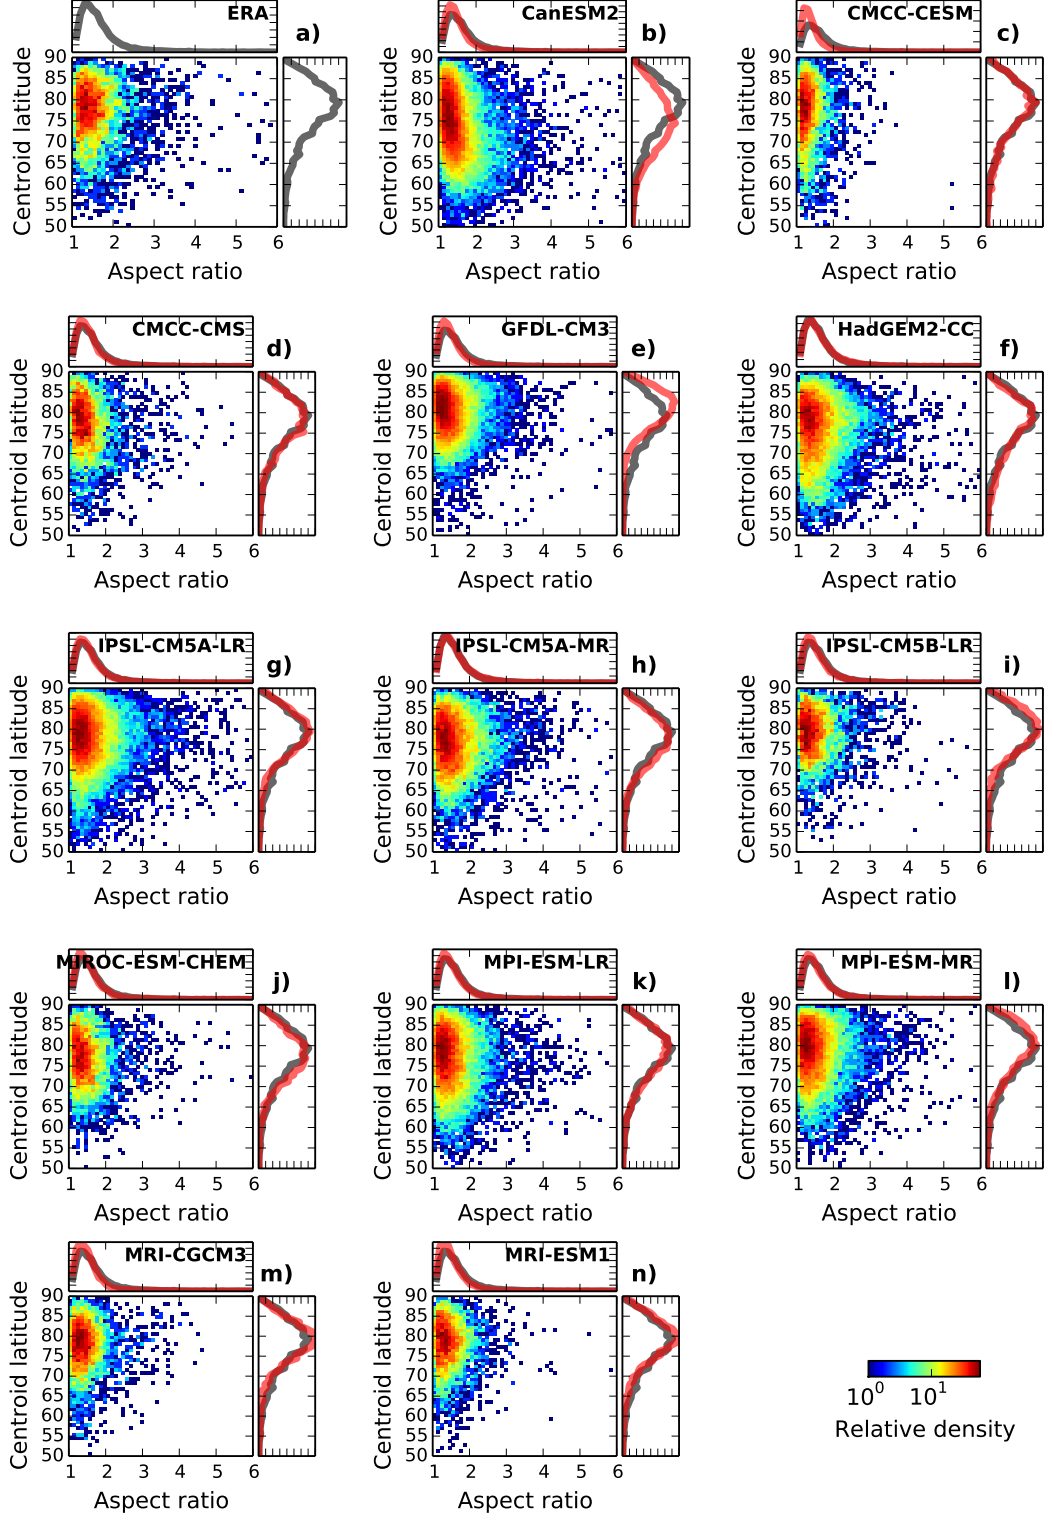 ERA
a)
Centroid latitude
90
85
80
75
70
65
60
55
50
1 2 3 4 5 6
Aspect ratio
CanESM2
b)
Centroid latitude
90
85
80
75
70
65
60
55
50
1 2 3 4 5 6
Aspect ratio
CMCC-CESM
c)
Centroid latitude
90
85
80
75
70
65
60
55
50
1 2 3 4 5 6
Aspect ratio
CMCC-CMS
d)
Centroid latitude
90
85
80
75
70
65
60
55
50
1 2 3 4 5 6
Aspect ratio
GFDL-CM3
e)
Centroid latitude
90
85
80
75
70
65
60
55
50
1 2 3 4 5 6
Aspect ratio
HadGEM2-CC
f)
Centroid latitude
90
85
80
75
70
65
60
55
50
1 2 3 4 5 6
Aspect ratio
IPSL-CM5A-LR
g)
Centroid latitude
90
85
80
75
70
65
60
55
50
1 2 3 4 5 6
Aspect ratio
IPSL-CM5A-MR
h)
Centroid latitude
90
85
80
75
70
65
60
55
50
1 2 3 4 5 6
Aspect ratio
IPSL-CM5B-LR
i)
Centroid latitude
90
85
80
75
70
65
60
55
50
1 2 3 4 5 6
Aspect ratio
MIROC-ESM-CHEM
j)
Centroid latitude
90
85
80
75
70
65
60
55
50
1 2 3 4 5 6
Aspect ratio
MPI-ESM-LR
k)
Centroid latitude
90
85
80
75
70
65
60
55
50
1 2 3 4 5 6
Aspect ratio
MPI-ESM-MR
l)
Centroid latitude
90
85
80
75
70
65
60
55
50
1 2 3 4 5 6
Aspect ratio
MRI-CGCM3
m)
Centroid latitude
90
85
80
75
70
65
60
55
50
1 2 3 4 5 6
Aspect ratio
MRI-ESM1
n)
Centroid latitude
90
85
80
75
70
65
60
55
50
1 2 3 4 5 6
Aspect ratio
10⁰ 10¹
Relative density